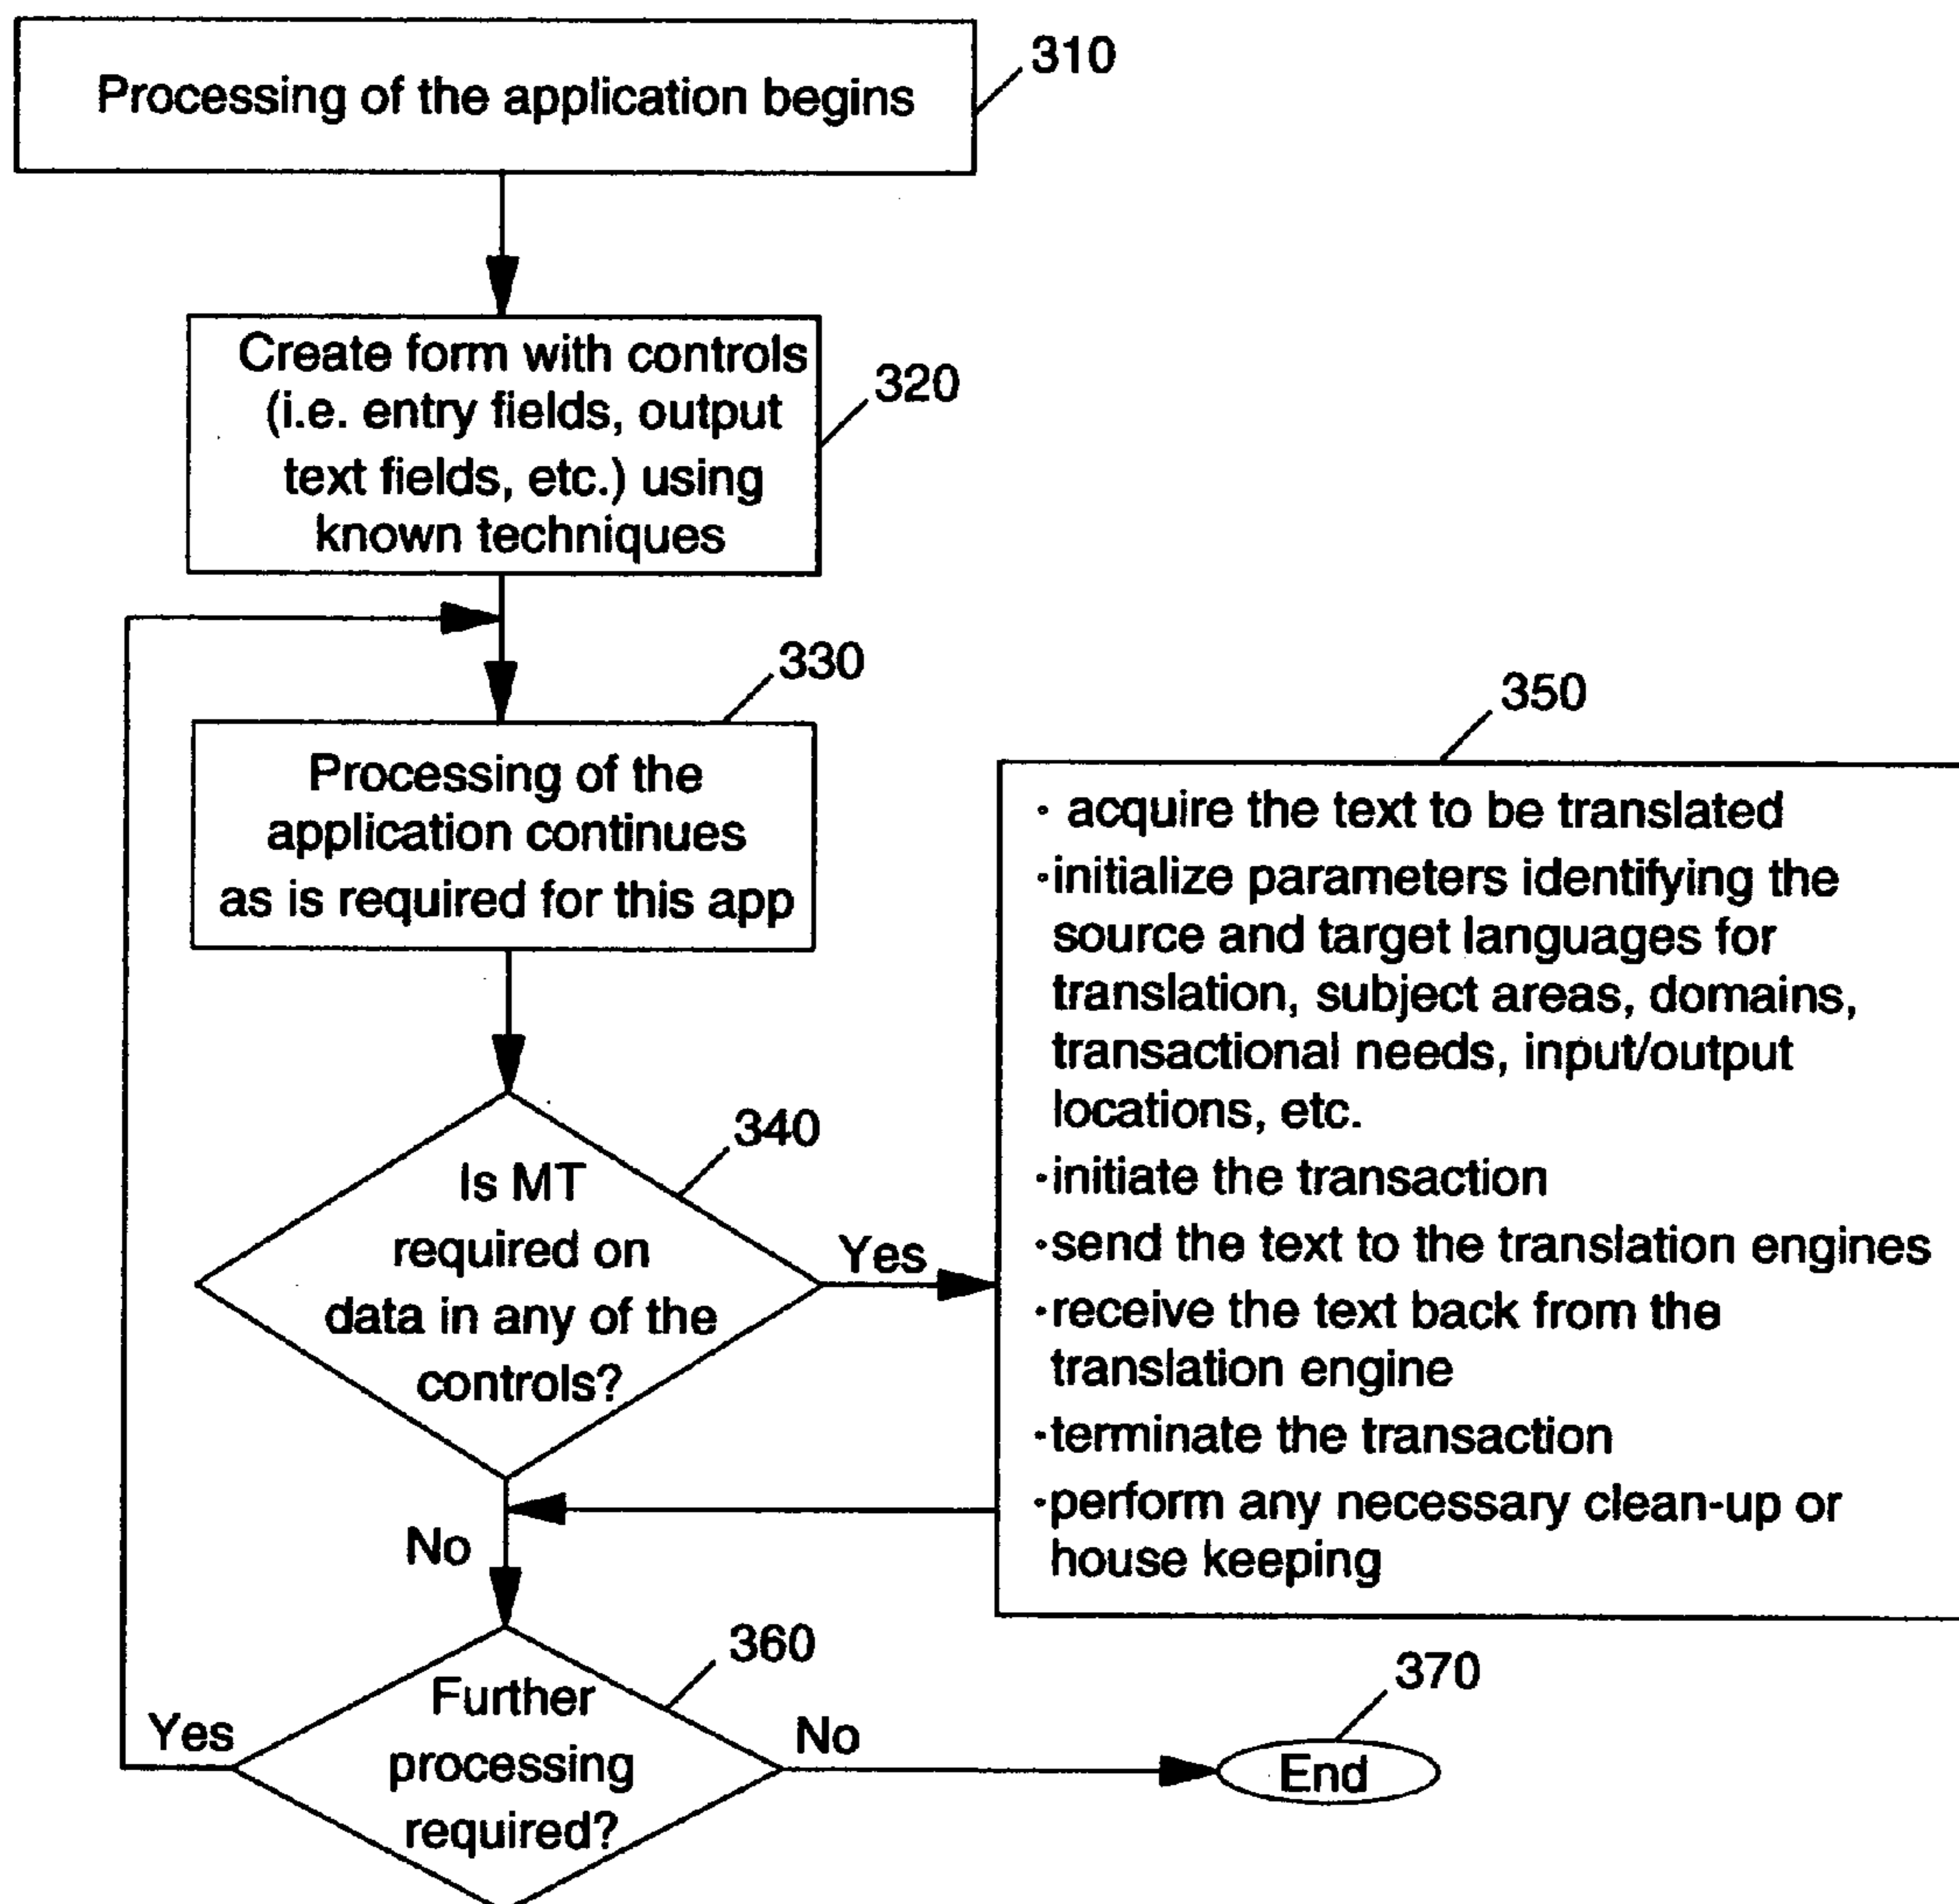 310
Processing of the application begins
Create form with controls
(i.e. entry fields, output
text fields, etc.) using
known techniques
320
330
Processing of the
application continues
as is required for this app
340
Is MT
required on
data in any of the
controls?
Yes
No
350
· acquire the text to be translated
·initialize parameters identifying the
source and target languages for
translation, subject areas, domains,
transactional needs, input/output
locations, etc.
·initiate the transaction
·send the text to the translation engines
·receive the text back from the
translation engine
·terminate the transaction
·perform any necessary clean-up or
house keeping
360
Further
processing
required?
Yes
No
370
End